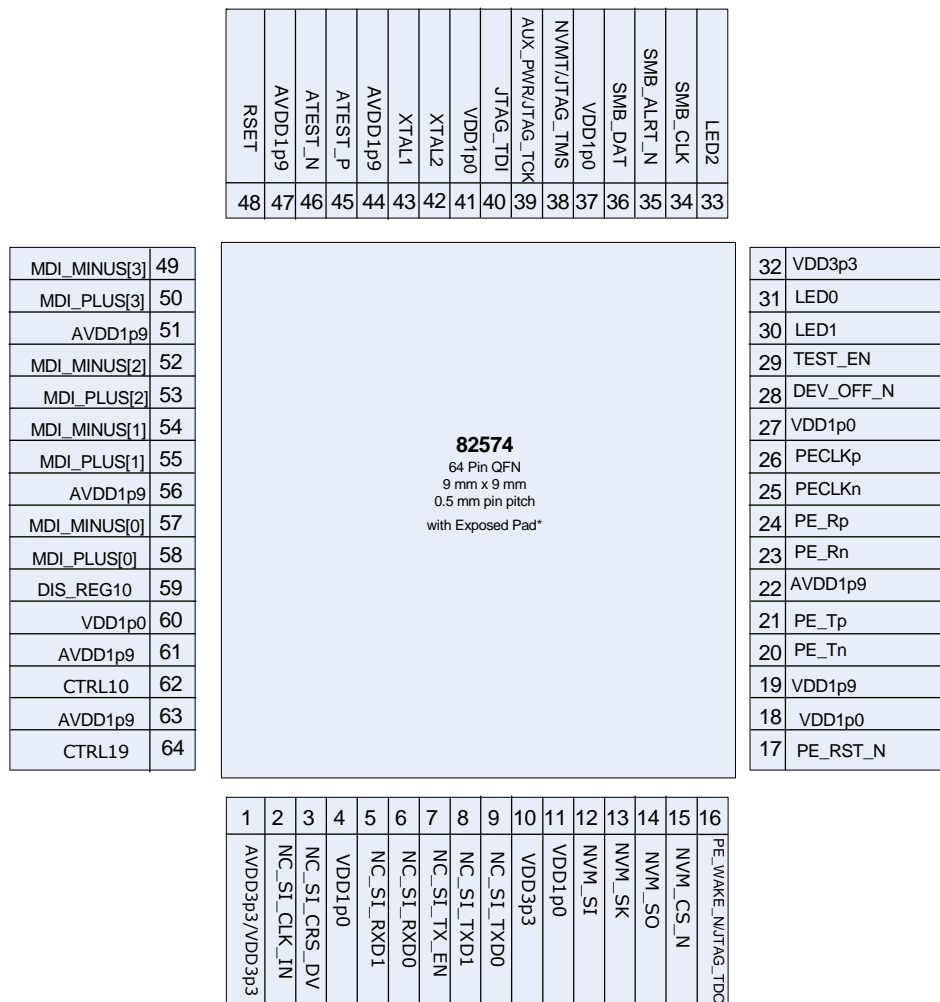 RSET
AVDD1p9
ATEST_N
ATEST_P
AVDD1p9
XTAL1
XTAL2
VDD1p0
JTAG_TDI
AUX_PWR/JTAG_TCK
NVMT/JTAG_TMS
VDD1p0
SMB_DAT
SMB_ALRT_N
SMB_CLK
LED2
48 47 46 45 44 43 42 41 40 39 38 37 36 35 34 33
MDI_MINUS[3] 49
MDI_PLUS[3] 50
AVDD1p9 51
MDI_MINUS[2] 52
MDI_PLUS[2] 53
MDI_MINUS[1] 54
MDI_PLUS[1] 55
AVDD1p9 56
MDI_MINUS[0] 57
MDI_PLUS[0] 58
DIS_REG10 59
VDD1p0 60
AVDD1p9 61
CTRL10 62
AVDD1p9 63
CTRL19 64
82574
64 Pin QFN
9 mm x 9 mm
0.5 mm pin pitch
with Exposed Pad*
32 VDD3p3
31 LED0
30 LED1
29 TEST_EN
28 DEV_OFF_N
27 VDD1p0
26 PECLKp
25 PECLKn
24 PE_Rp
23 PE_Rn
22 AVDD1p9
21 PE_Tp
20 PE_Tn
19 VDD1p9
18 VDD1p0
17 PE_RST_N
1 2 3 4 5 6 7 8 9 10 11 12 13 14 15 16
AVDD3p3/VDD3p3
NC_SI_CLK_IN
NC_SI_CRS_DV
VDD1p0
NC_SI_RXD1
NC_SI_RXD0
NC_SI_TX_EN
NC_SI_TXD1
NC_SI_TXD0
VDD3p3
VDD1p0
NVM_SI
NVM_SK
NVM_SO
NVM_CS_N
PE_WAKE_N/JTAG_TDO